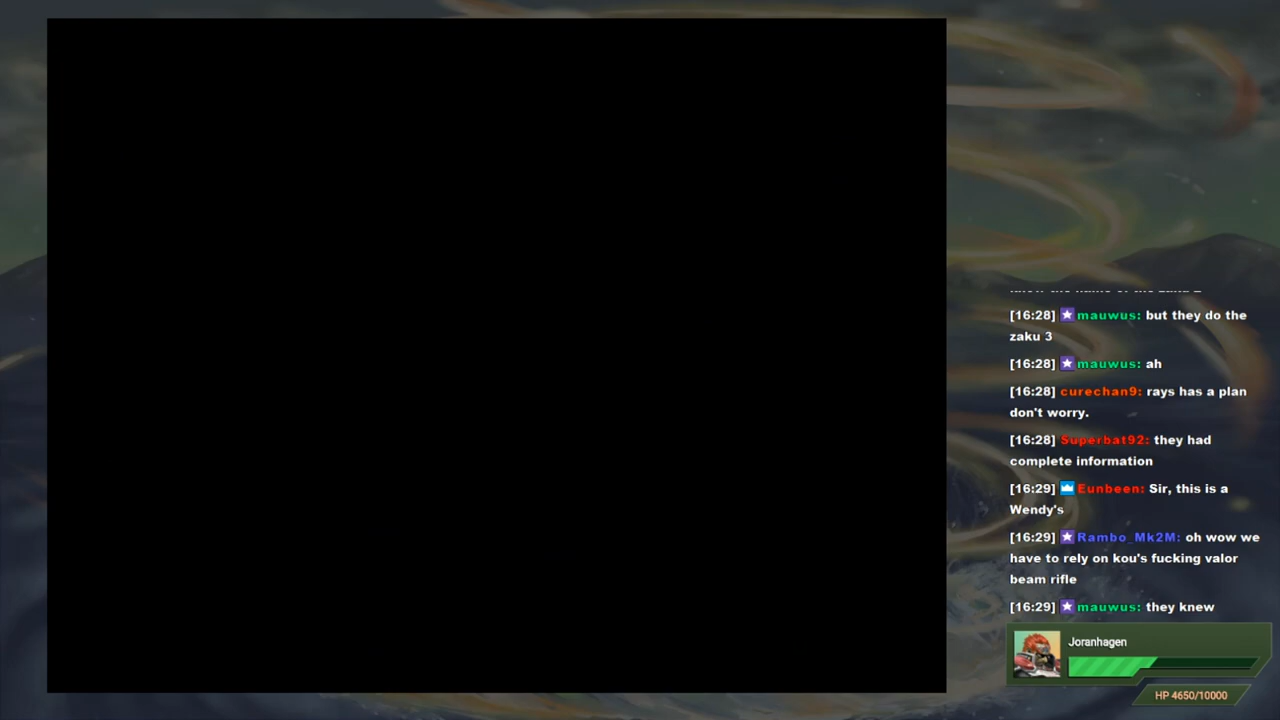 [16:28] mauwus: but they do the
zaku 3
[16:28] mauwus: ah
[16:28] curechan9: rays has a plan
don't worry.
[16:28] Superbat92: they had
complete information
[16:29] Eunbeen: Sir, this is a
Wendy's
[16:29] Rambo_Mk2M: oh wow we
have to rely on kou's fucking valor
beam rifle
[16:29] mauwus: they knew
Joranhagen
HP 4650/10000